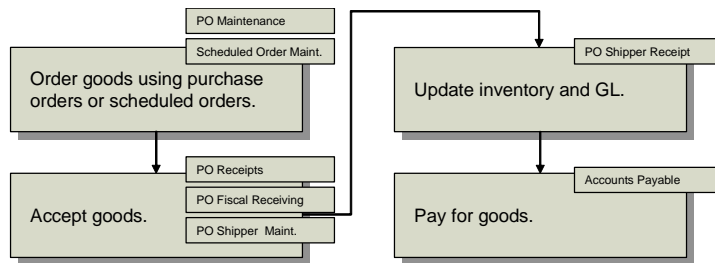 PO Maintenance
Scheduled Order Maint.
Order goods using purchase
orders or scheduled orders.
PO Receipts
PO Fiscal Receiving
PO Shipper Maint.
Accept goods.
PO Shipper Receipt
Update inventory and GL.
Accounts Payable
Pay for goods.